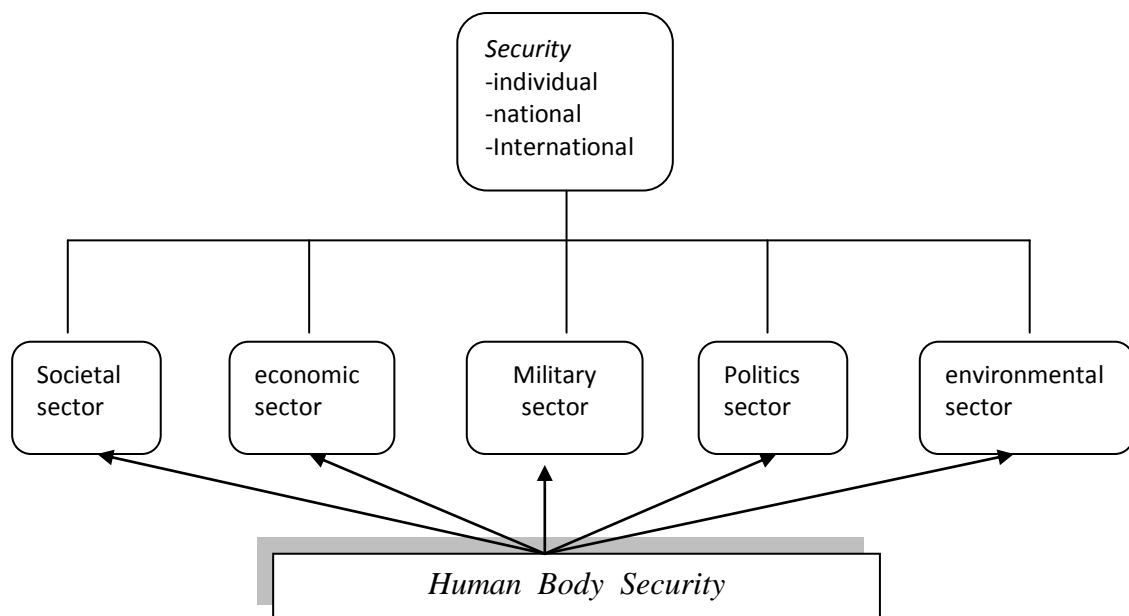 Security
-individual
-national
-International
Societal
sector
economic
sector
Military
sector
Politics
sector
environmental
sector
Human Body Security